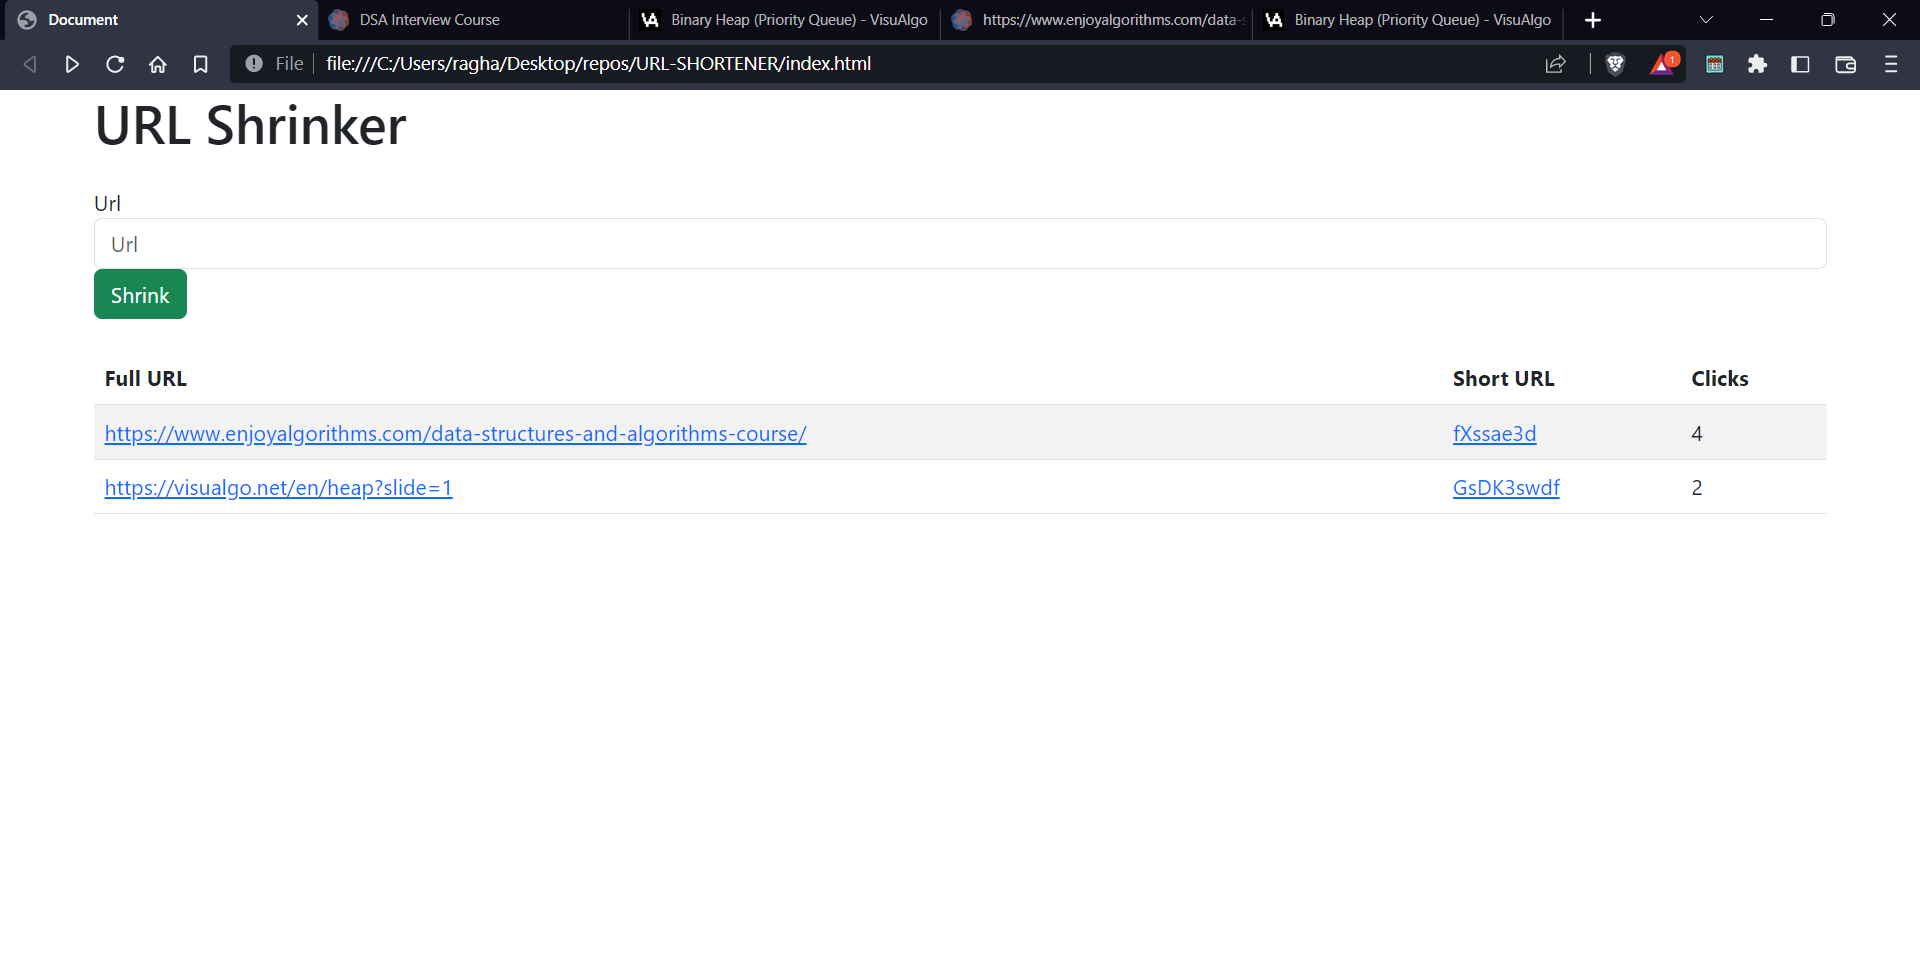 Document
DSA Interview Course
Binary Heap (Priority Queue) - VisuAlgo
https://www.enjoyalgorithms.com/data-s
Binary Heap (Priority Queue) - VisuAlgo
File
file:///C:/Users/ragha/Desktop/repos/URL-SHORTENER/index.html
1
URL Shrinker
Url
Url
Shrink
Full URL Short URL Clicks
https://www.enjoyalgorithms.com/data-structures-and-algorithms-course/ fXssae3d 4
https://visualgo.net/en/heap?slide=1 GsDK3swdf 2